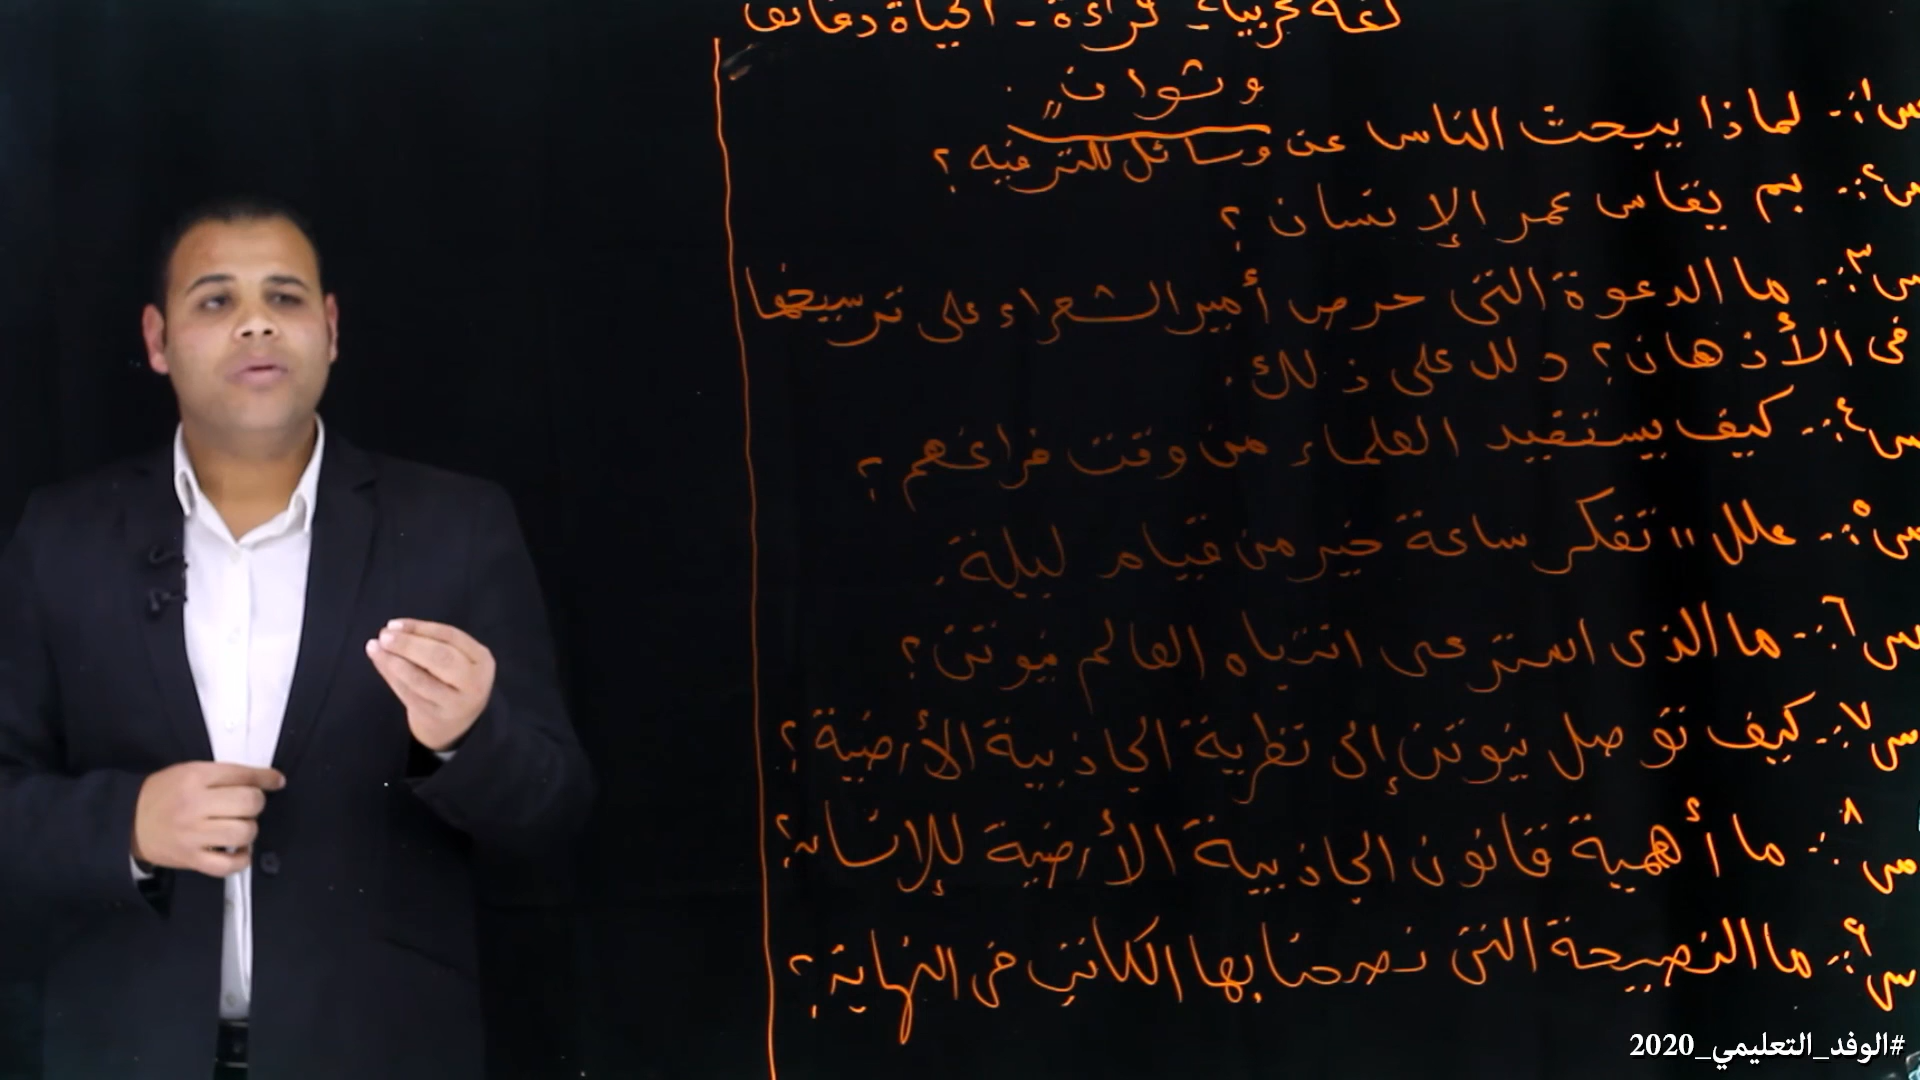 لغة عربية - قراءة - الحياة دقائق
وثوان
س١:- لماذا يبحث الناس عن وسائل للترفيه؟
س٢:- بم يقاس عمر الإنسان؟
س٣:- ما الدعوة التى حرص أمير الشعراء على ترسيخها
فى الأذهان؟ دلل على ذلك.
س٤:- كيف يستفيد العلماء من وقت فراغهم؟
س٥:- علل " تفكر ساعة خير من قيام ليلة.
س٦:- ما الذى استرعى انتباه العالم نيوتن؟
س٧:- كيف توصل نيوتن إلى نظرية الجاذبية الأرضية؟
س٨:- ما أهمية قانون الجاذبية الأرضية للإنسان؟
س٩:- ما النصيحة التى نصحنا بها الكاتب فى النهاية؟
#الوفد_التعليمي_2020